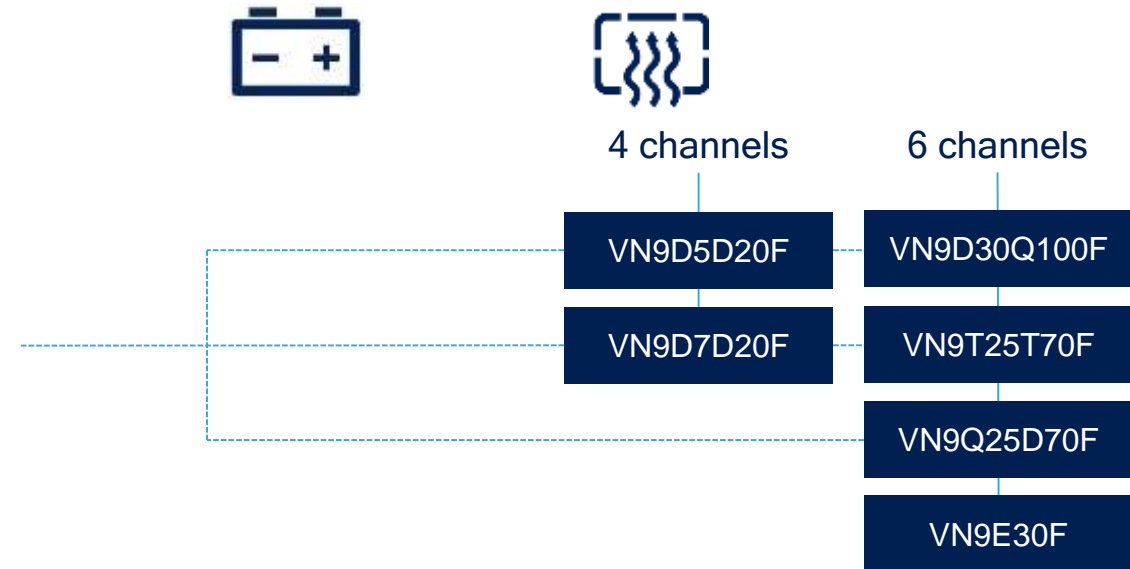 4 channels
6 channels
VN9D5D20F
VN9D30Q100F
VN9D7D20F
VN9T25T70F
VN9Q25D70F
VN9E30F